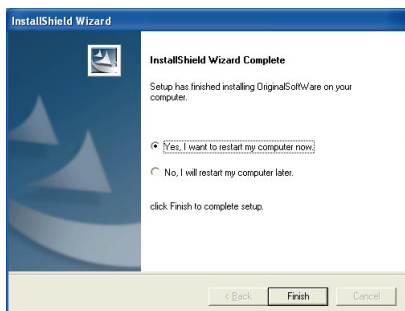 InstallShield Wizard
InstallShield Wizard Complete
Setup has finished installing OriginalSoftWare on your
computer.
Yes, I want to restart my computer now.
No, I will restart my computer later.
click Finish to complete setup.
< Back
Finish
Cancel